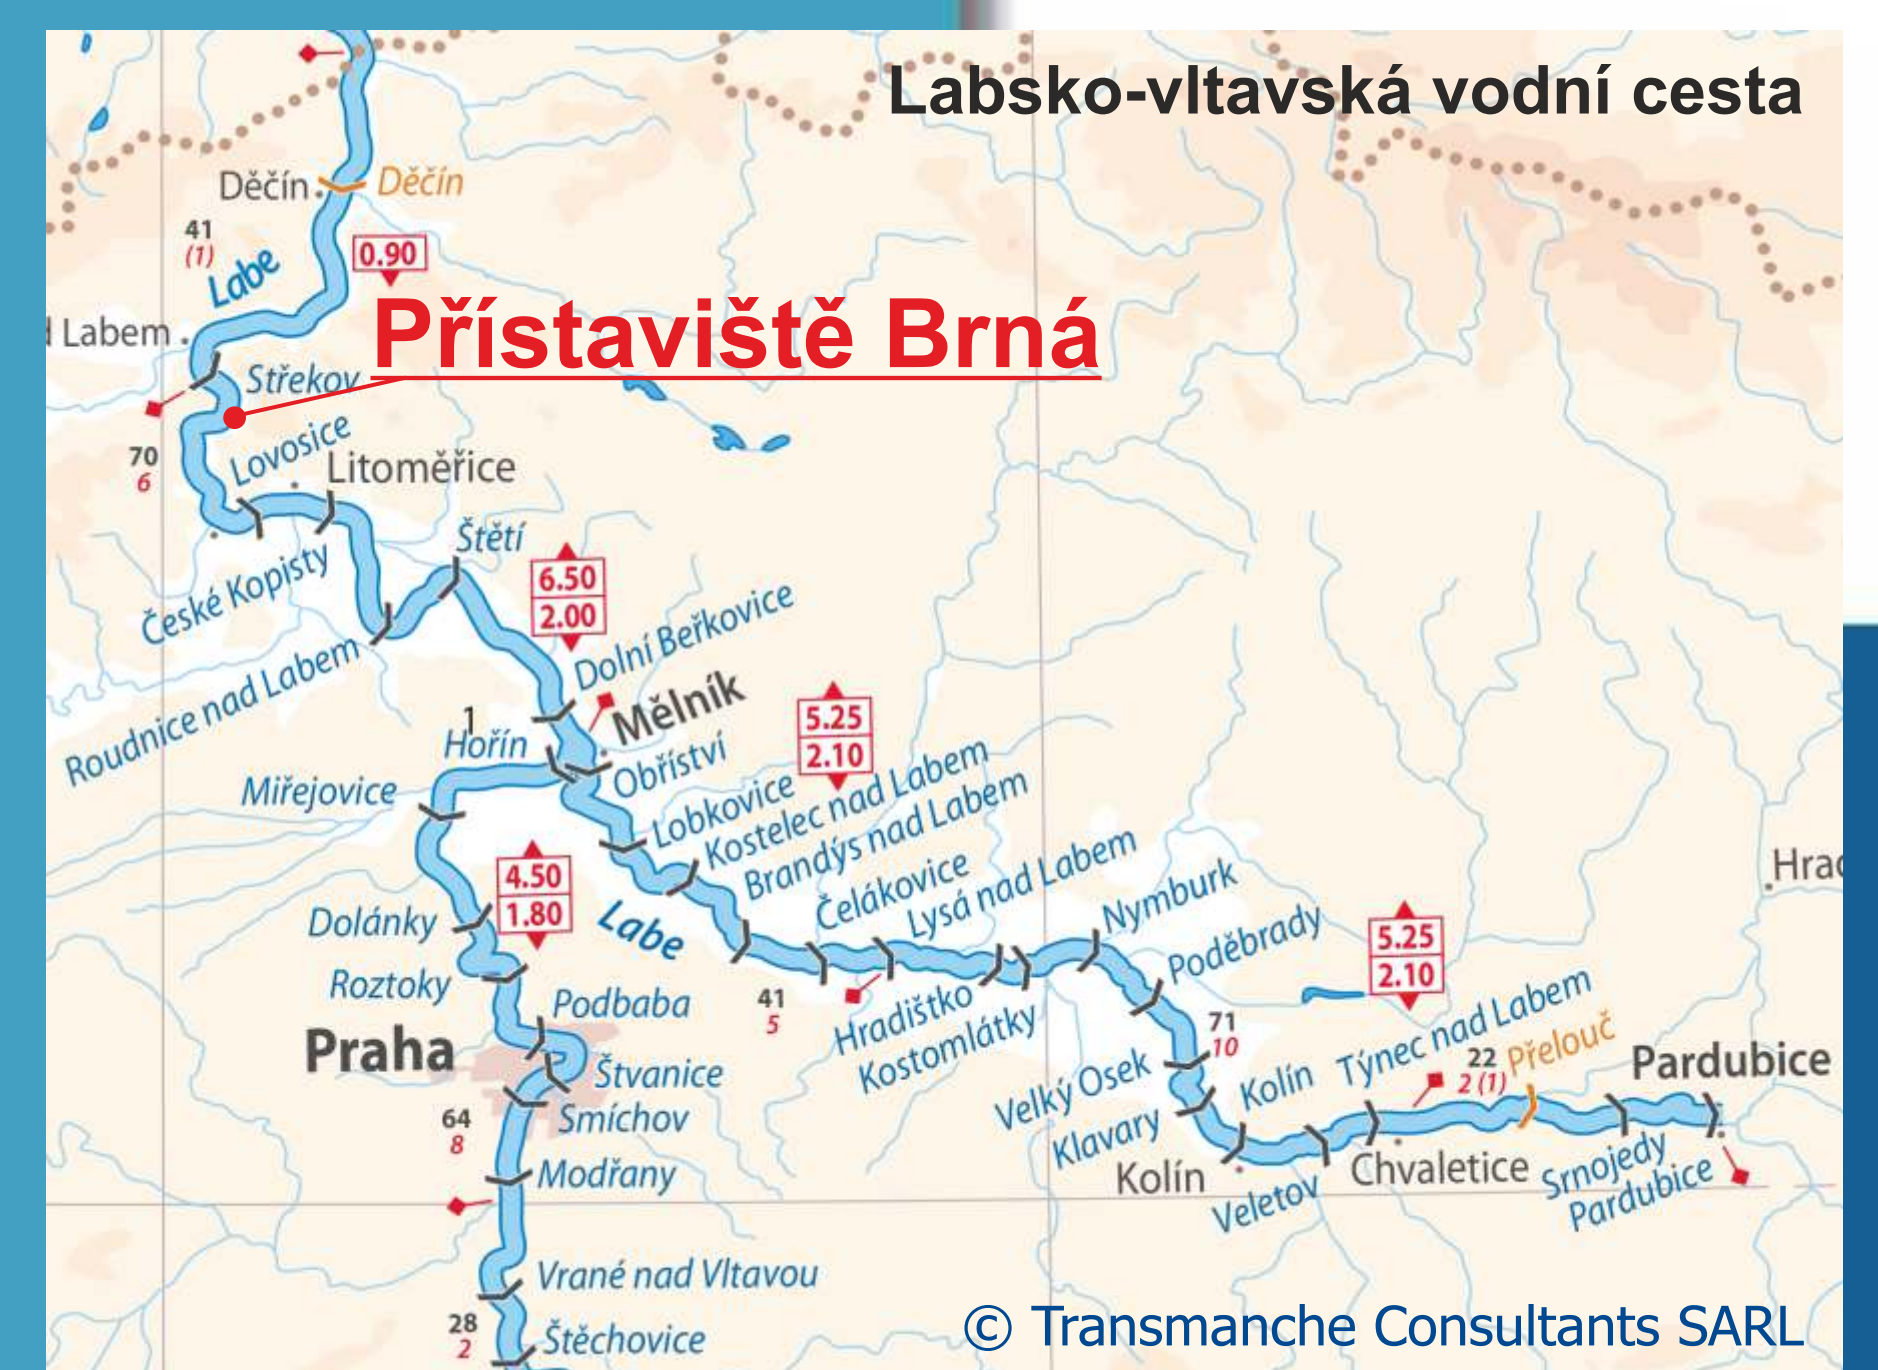 Labsko-vltavská vodní cesta
Děčín
Děčín
41
(1)
Labe
0.90
Přístaviště Brná
Labem
Střekov
70
6
Lovosice
Litoměřice
Štětí
České Kopisty
6.50
2.00
Dolní Beřkovice
Roudnice nad Labem
Mělník
1
Hořín
Obříství
5.25
2.10
Miřejovice
Lobkovice
Kostelec nad Labem
Brandýs nad Labem
4.50
1.80
Dolánky
Labe
Čelákovice
Lysá nad Labem
Nymburk
Poděbrady
Hrad
5.25
2.10
Roztoky
Podbaba
41
5
Hradištko
Kostomlátky
Praha
Štvanice
Smíchov
71
10
Velký Osek
Klavary
Kolín
Týnec nad Labem
22
2 (1)
Přelouč
Pardubice
64
8
Modřany
Kolín
Veletov
Chvaletice
Srnojedy
Pardubice
Vrané nad Vltavou
28
2
Štěchovice
© Transmanche Consultants SARL